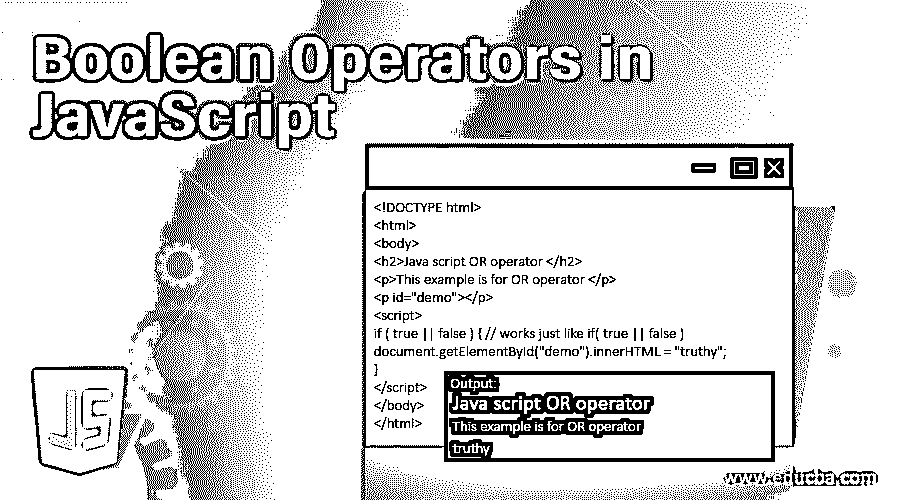 Boolean Operators in
JavaScript
<!DOCTYPE html>
<html>
<body>
<h2>Java script OR operator </h2>
<p>This example is for OR operator </p>
<p id="demo"></p>
<script>
if ( true || false ) { // works just like if( true || false )
document.getElementById("demo").innerHTML = "truthy";
}
</script>
</body>
</html>
Output:
Java script OR operator
This example is for OR operator
truthy
JS
www.educba.com